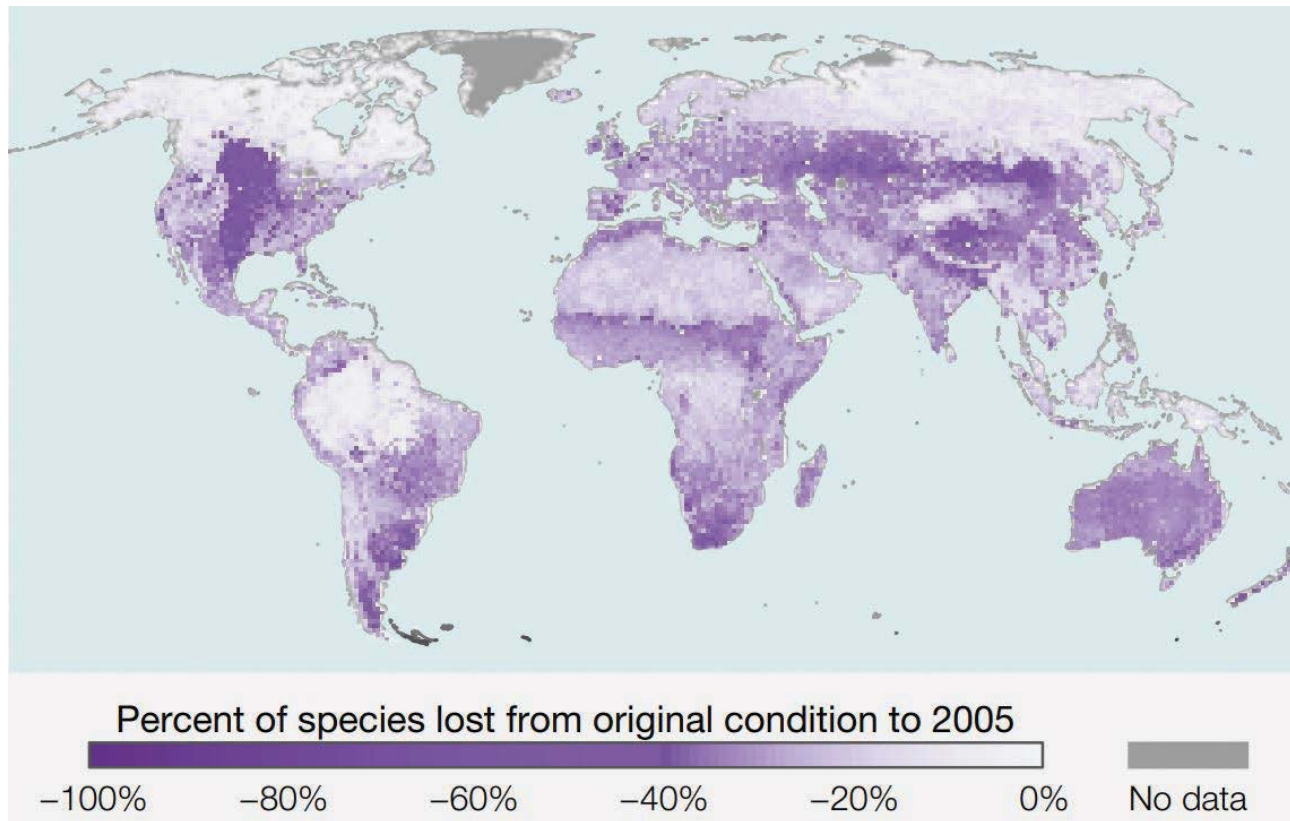 Percent of species lost from original condition to 2005
–100% –80% –60% –40% –20% 0% No data